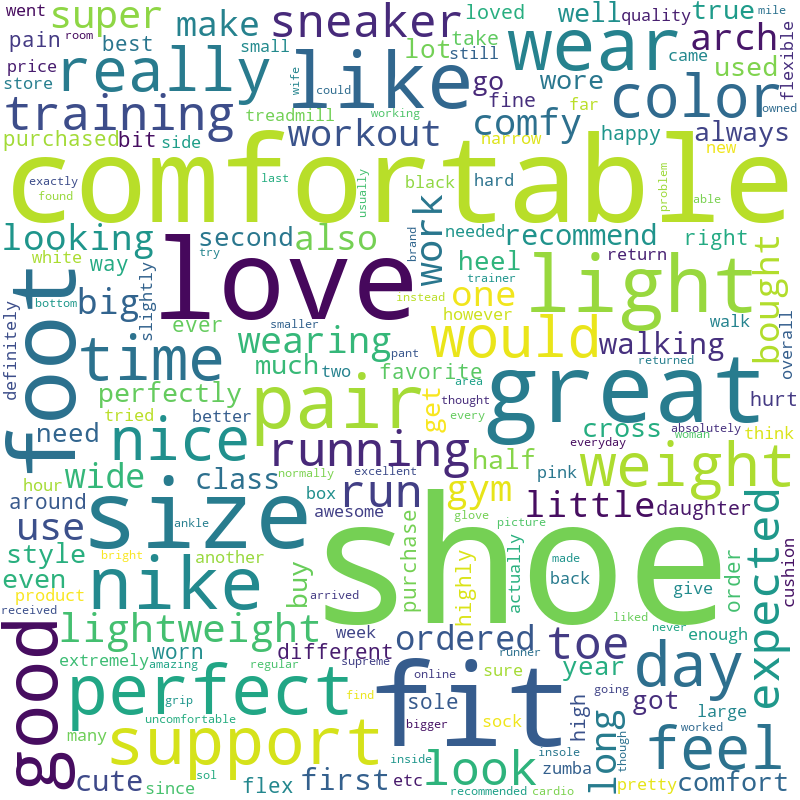 went
super
make
sneaker
loved
well
quality
true
mile
pain
room
best
small
wife
lot
take
still
wore
arch
flexible
price
store
really
like
could
go
wear
came
used
owned
training
treadmill
working
fine
far
color
purchased
bit
side
workout
comfy
narrow
happy
always
new
comfortable
exactly
found
last
usually
black
hard
problem
able
looking
second
also
work
brand
needed
recommend
right
white
way
slightly
try
love
heel
return
bought
bottom
trainer
light
overall
definitely
big
ever
smaller
instead
one
however
walk
foot
time
wearing
pant
would
walking
returned
much
two
favorite
area
thought
great
hurt
perfectly
pair
get
every
tried
better
need
nice
running
half
cross
absolutely
think
everyday
woman
hour
wide
class
normally
excellent
pink
weight
around
size
box
run
gym
little
daughter
use
ankle
awesome
glove
picture
style
bright
another
shoe
purchase
highly
actually
made
back
order
cushion
even
nike
buy
give
product
arrived
liked
received
never
expected
good
lightweight
week
ordered
toe
enough
worn
different
runner
extremely
amazing
regular
supreme
online
sure
year
day
going
perfect
fit
sole
got
large
many
grip
find
bigger
sock
high
long
uncomfortable
support
inside
insole
though
worked
feel
cute
since
sol
flex
first
etc
look
recommended
cardio
zumba
pretty
comfort